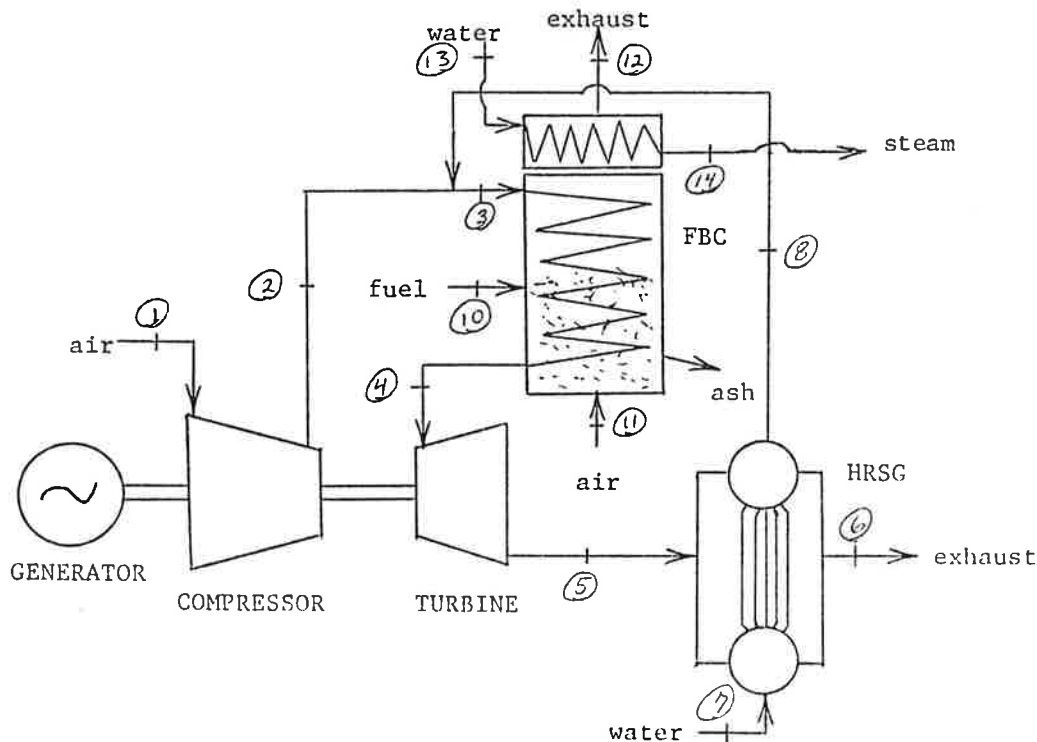 exhaust
water
13
12
steam
14
3
FBC
8
2
fuel
10
1
air
4
ash
11
air
HRSG
6
GENERATOR
5
exhaust
COMPRESSOR
TURBINE
7
water